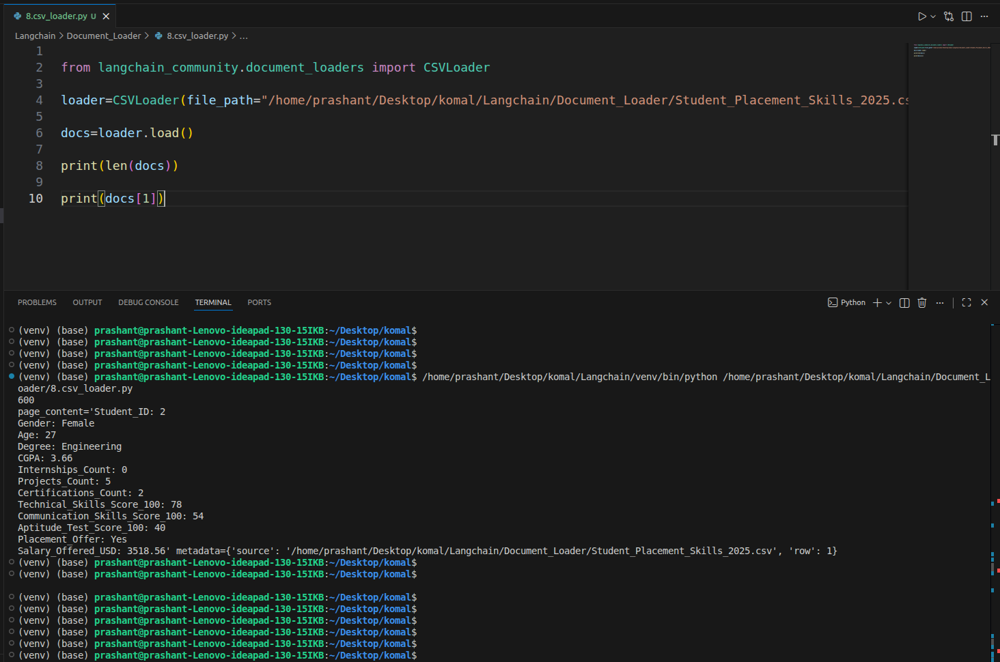 8.csv_loader.py U
Langchain > Document_Loader > 8.csv_loader.py > ...
1
2 from langchain_community.document_loaders import CSVLoader
3
4 loader=CSVLoader(file_path="/home/prashant/Desktop/komal/Langchain/Document_Loader/Student_Placement_Skills_2025.cs
5
6 docs=loader.load()
7
8 print(len(docs))
9
10 print(docs[1])
PROBLEMS OUTPUT DEBUG CONSOLE TERMINAL PORTS Python
(venv) (base) prashant@prashant-Lenovo-ideapad-130-15IKB:~/Desktop/komal$
(venv) (base) prashant@prashant-Lenovo-ideapad-130-15IKB:~/Desktop/komal$
(venv) (base) prashant@prashant-Lenovo-ideapad-130-15IKB:~/Desktop/komal$
(venv) (base) prashant@prashant-Lenovo-ideapad-130-15IKB:~/Desktop/komal$
(venv) (base) prashant@prashant-Lenovo-ideapad-130-15IKB:~/Desktop/komal$ /home/prashant/Desktop/komal/Langchain/venv/bin/python /home/prashant/Desktop/komal/Langchain/Document_L
oader/8.csv_loader.py
600
page_content='Student_ID: 2
Gender: Female
Age: 27
Degree: Engineering
CGPA: 3.66
Internships_Count: 0
Projects_Count: 5
Certifications_Count: 2
Technical_Skills_Score_100: 78
Communication_Skills_Score_100: 54
Aptitude_Test_Score_100: 40
Placement_Offer: Yes
Salary_Offered_USD: 3518.56' metadata={'source': '/home/prashant/Desktop/komal/Langchain/Document_Loader/Student_Placement_Skills_2025.csv', 'row': 1}
(venv) (base) prashant@prashant-Lenovo-ideapad-130-15IKB:~/Desktop/komal$
(venv) (base) prashant@prashant-Lenovo-ideapad-130-15IKB:~/Desktop/komal$
(venv) (base) prashant@prashant-Lenovo-ideapad-130-15IKB:~/Desktop/komal$
(venv) (base) prashant@prashant-Lenovo-ideapad-130-15IKB:~/Desktop/komal$
(venv) (base) prashant@prashant-Lenovo-ideapad-130-15IKB:~/Desktop/komal$
(venv) (base) prashant@prashant-Lenovo-ideapad-130-15IKB:~/Desktop/komal$
(venv) (base) prashant@prashant-Lenovo-ideapad-130-15IKB:~/Desktop/komal$
(venv) (base) prashant@prashant-Lenovo-ideapad-130-15IKB:~/Desktop/komal$